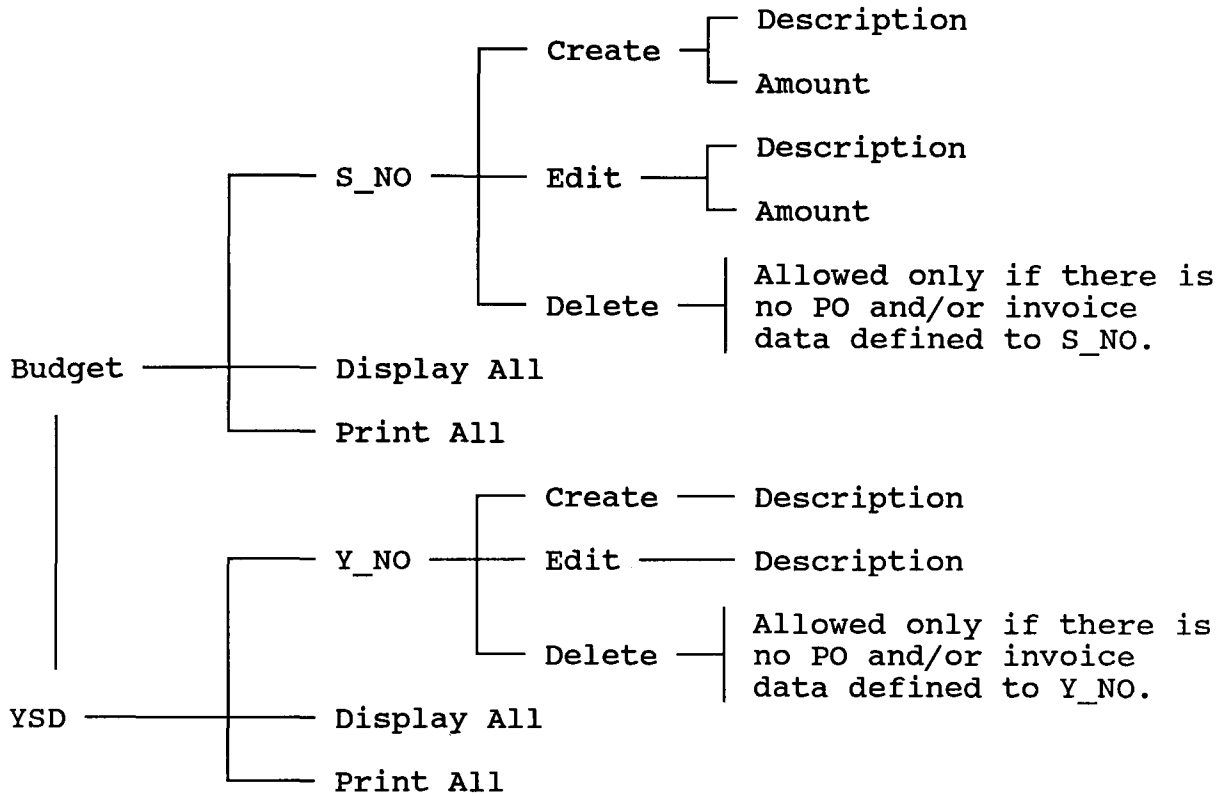 Description
Create
Amount
Description
S_NO
Edit
Amount
Delete
Allowed only if there is
no PO and/or invoice
data defined to S_NO.
Budget
Display All
Print All
Create
Description
Y_NO
Edit
Description
Delete
Allowed only if there is
no PO and/or invoice
data defined to Y_NO.
YSD
Display All
Print All